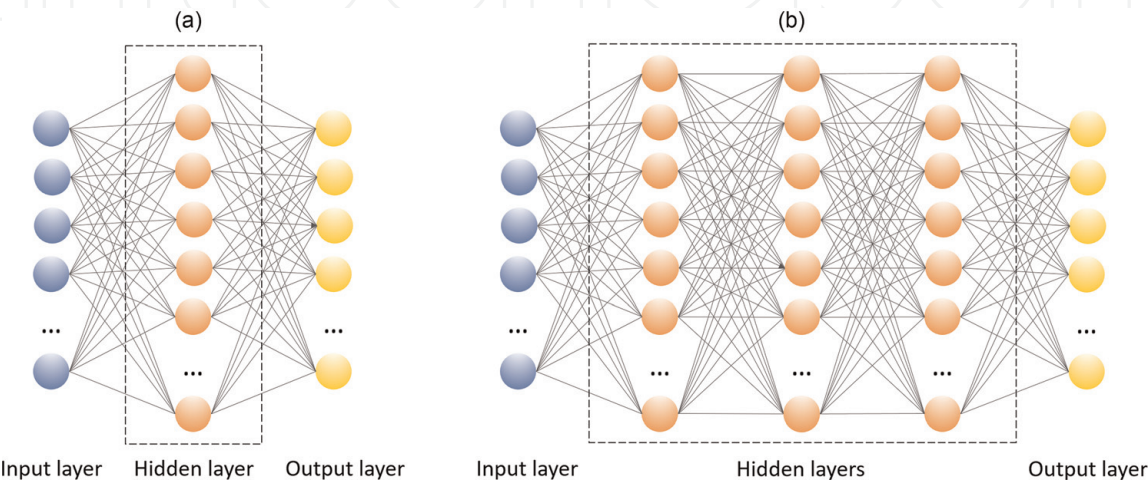 (a)
(b)
...
...
...
...
...
...
...
...
Input layer
Hidden layer
Output layer
Input layer
Hidden layers
Output layer